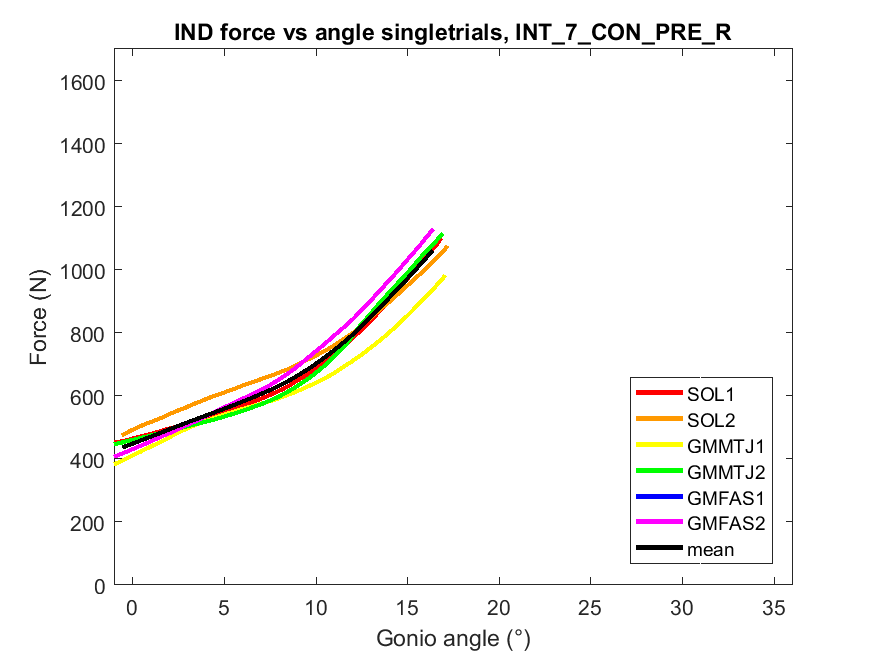 IND force vs angle singletrials, INT_7_CON_PRE_R
1600
1400
1200
1000
800
600
400
200
0
Force (N)
0 5 10 15 20 25 30 35
Gonio angle (°)
SOL1
SOL2
GMMTJ1
GMMTJ2
GMFAS1
GMFAS2
mean